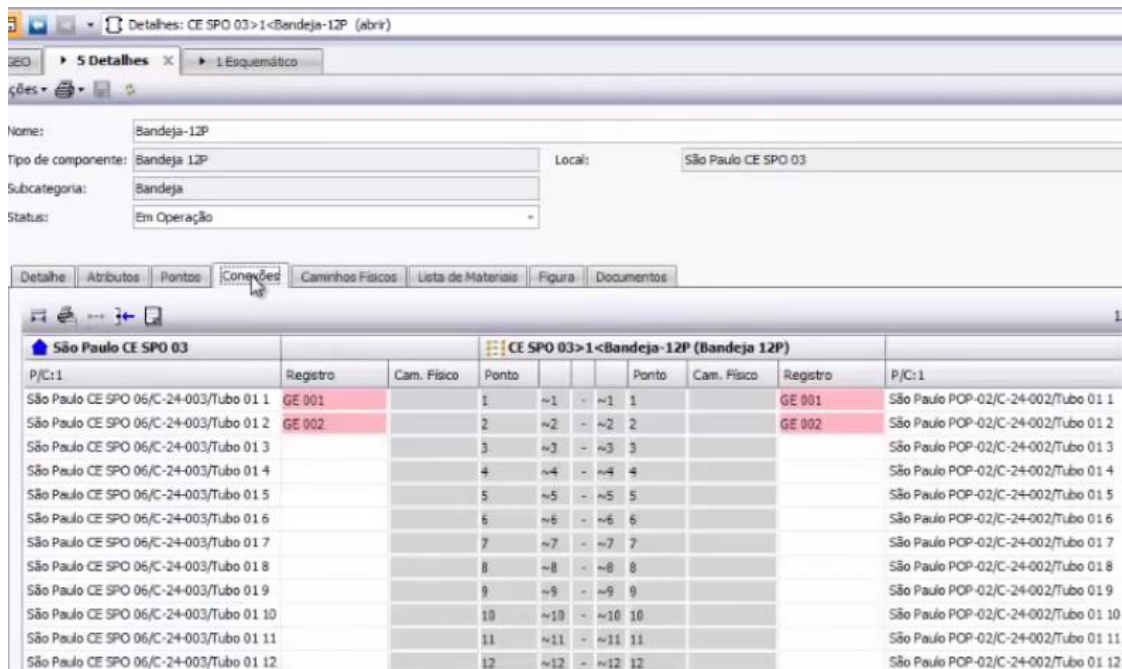 Detalhes: CE SPO 03>1<Bandeja-12P (abrir)
GEO 5 Detalhes X 1 Esquemático
ções
Nome: Bandeja-12P
Tipo de componente: Bandeja 12P Local: São Paulo CE SPO 03
Subcategoria: Bandeja
Status: Em Operação
Detalhe Atributos Pontos Conexões Caminhos Físicos Lista de Materiais Figura Documentos
1
São Paulo CE SPO 03 CE SPO 03>1<Bandeja-12P (Bandeja 12P)
P/C:1 Registro Cam. Físico Ponto Ponto Cam. Físico Registro P/C:1
São Paulo CE SPO 06/C-24-003/Tubo 01 1 GE 001 1 ~1 - ~1 1 GE 001 São Paulo POP-02/C-24-002/Tubo 01 1
São Paulo CE SPO 06/C-24-003/Tubo 01 2 GE 002 2 ~2 - ~2 2 GE 002 São Paulo POP-02/C-24-002/Tubo 01 2
São Paulo CE SPO 06/C-24-003/Tubo 01 3 3 ~3 - ~3 3 São Paulo POP-02/C-24-002/Tubo 01 3
São Paulo CE SPO 06/C-24-003/Tubo 01 4 4 ~4 - ~4 4 São Paulo POP-02/C-24-002/Tubo 01 4
São Paulo CE SPO 06/C-24-003/Tubo 01 5 5 ~5 - ~5 5 São Paulo POP-02/C-24-002/Tubo 01 5
São Paulo CE SPO 06/C-24-003/Tubo 01 6 6 ~6 - ~6 6 São Paulo POP-02/C-24-002/Tubo 01 6
São Paulo CE SPO 06/C-24-003/Tubo 01 7 7 ~7 - ~7 7 São Paulo POP-02/C-24-002/Tubo 01 7
São Paulo CE SPO 06/C-24-003/Tubo 01 8 8 ~8 - ~8 8 São Paulo POP-02/C-24-002/Tubo 01 8
São Paulo CE SPO 06/C-24-003/Tubo 01 9 9 ~9 - ~9 9 São Paulo POP-02/C-24-002/Tubo 01 9
São Paulo CE SPO 06/C-24-003/Tubo 01 10 10 ~10 - ~10 10 São Paulo POP-02/C-24-002/Tubo 01 10
São Paulo CE SPO 06/C-24-003/Tubo 01 11 11 ~11 - ~11 11 São Paulo POP-02/C-24-002/Tubo 01 11
São Paulo CE SPO 06/C-24-003/Tubo 01 12 12 ~12 - ~12 12 São Paulo POP-02/C-24-002/Tubo 01 12